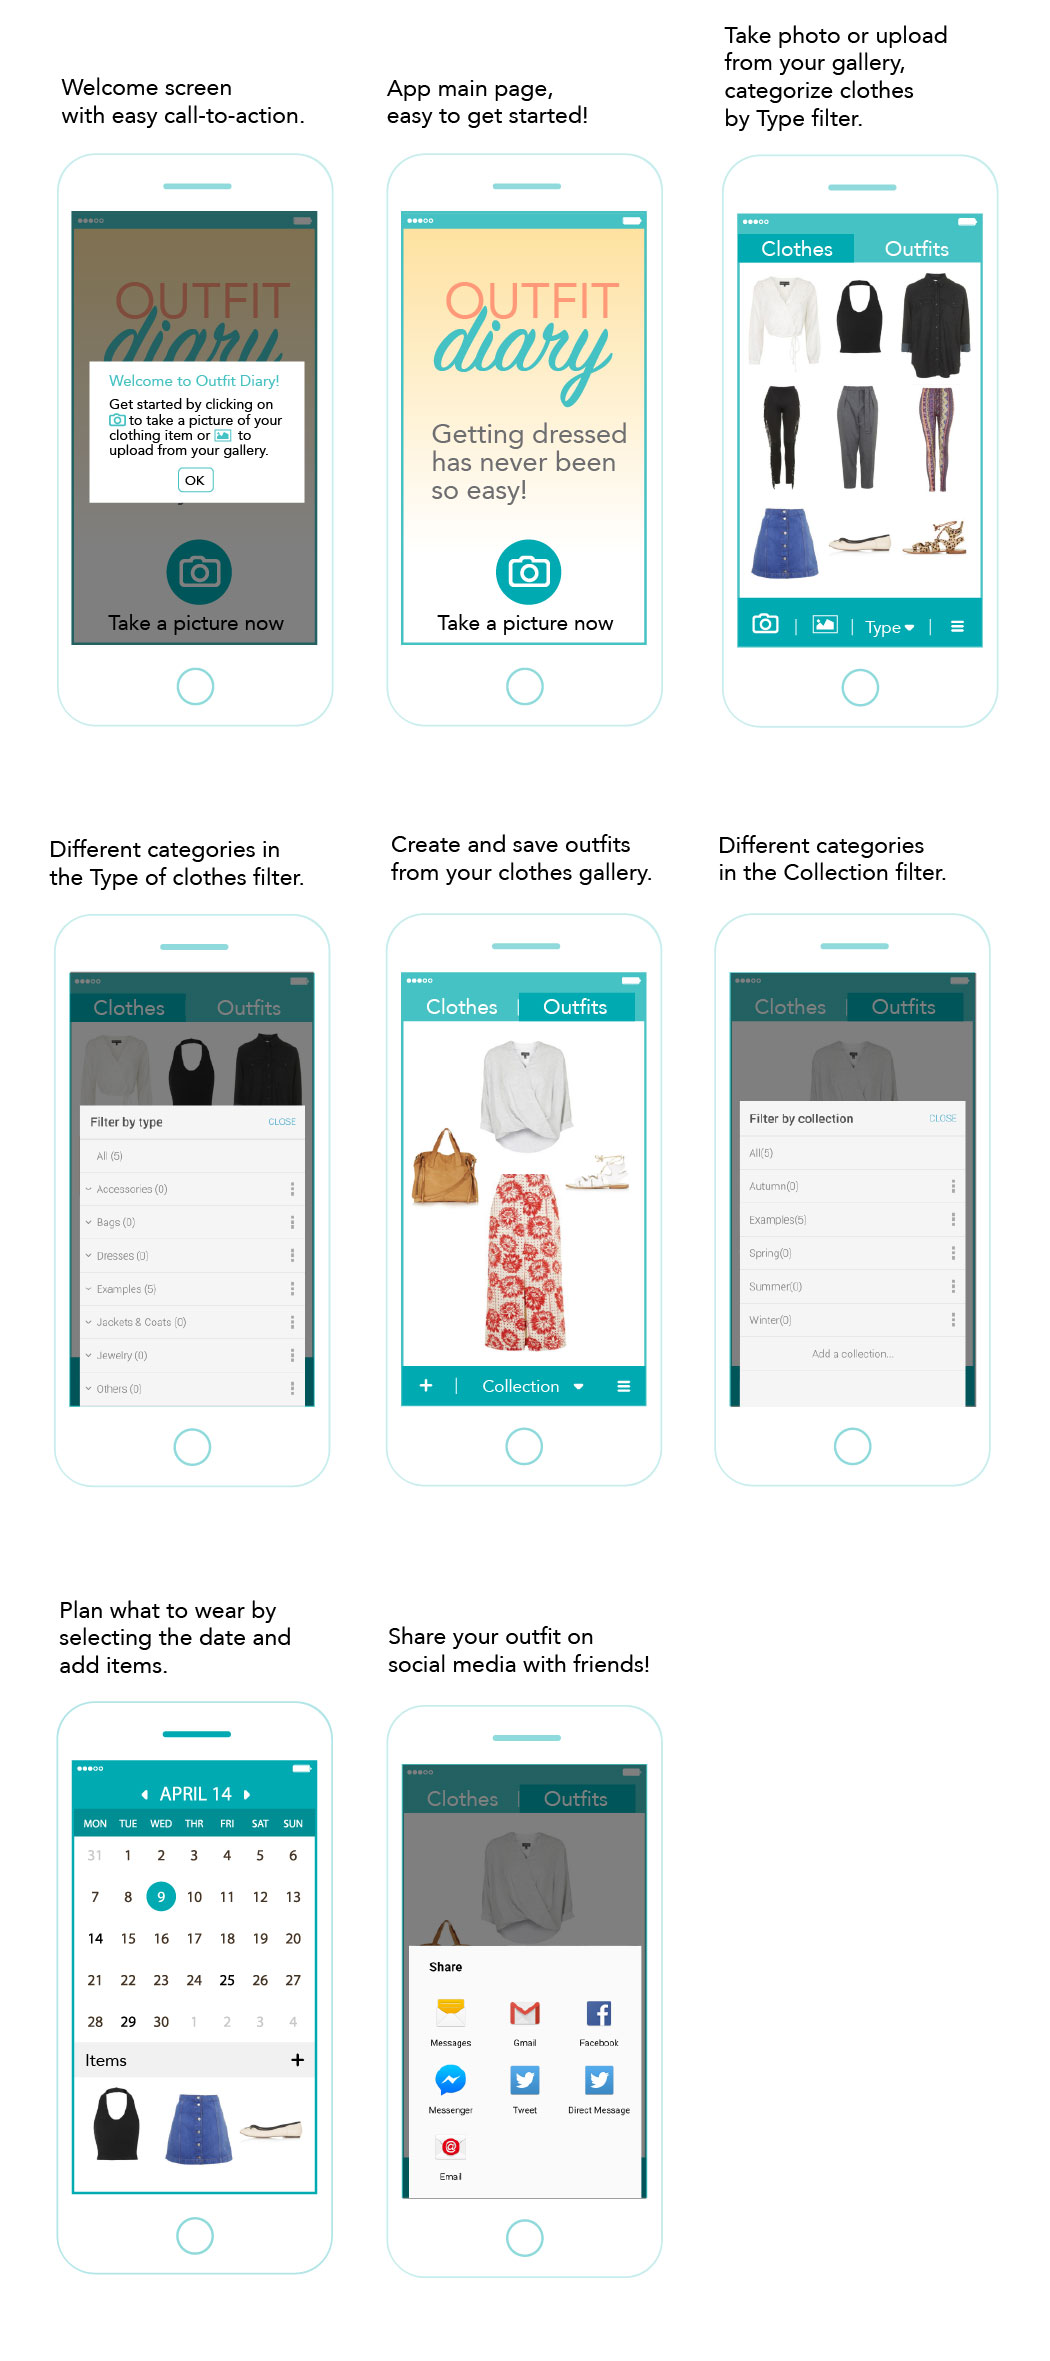 Welcome screen
with easy call-to-action.
OUTFIT
diary
Welcome to Outfit Diary!
Get started by clicking on
to take a picture of your
clothing item or to
upload from your gallery.
OK
Take a picture now
App main page,
easy to get started!
OUTFIT
diary
Getting dressed
has never been
so easy!
Take a picture now
Take photo or upload
from your gallery,
categorize clothes
by Type filter.
Clothes Outfits
| | Type |
Different categories in
the Type of clothes filter.
Clothes Outfits
Filter by type CLOSE
All (5)
Accessories (0)
Bags (0)
Dresses (0)
Examples (5)
Jackets & Coats (0)
Jewelry (0)
Others (0)
Create and save outfits
from your clothes gallery.
Clothes | Outfits
+ | Collection
Different categories
in the Collection filter.
Clothes | Outfits
Filter by collection CLOSE
All(5)
Autumn(0)
Examples(5)
Spring(0)
Summer(0)
Winter(0)
Add a collection...
Plan what to wear by
selecting the date and
add items.
APRIL 14
MON TUE WED THR FRI SAT SUN
31 1 2 3 4 5 6
7 8 9 10 11 12 13
14 15 16 17 18 19 20
21 22 23 24 25 26 27
28 29 30 1 2 3 4
Items +
Share your outfit on
social media with friends!
Clothes | Outfits
Share
Messages Gmail Facebook
Messenger Tweet Direct Message
@
Email